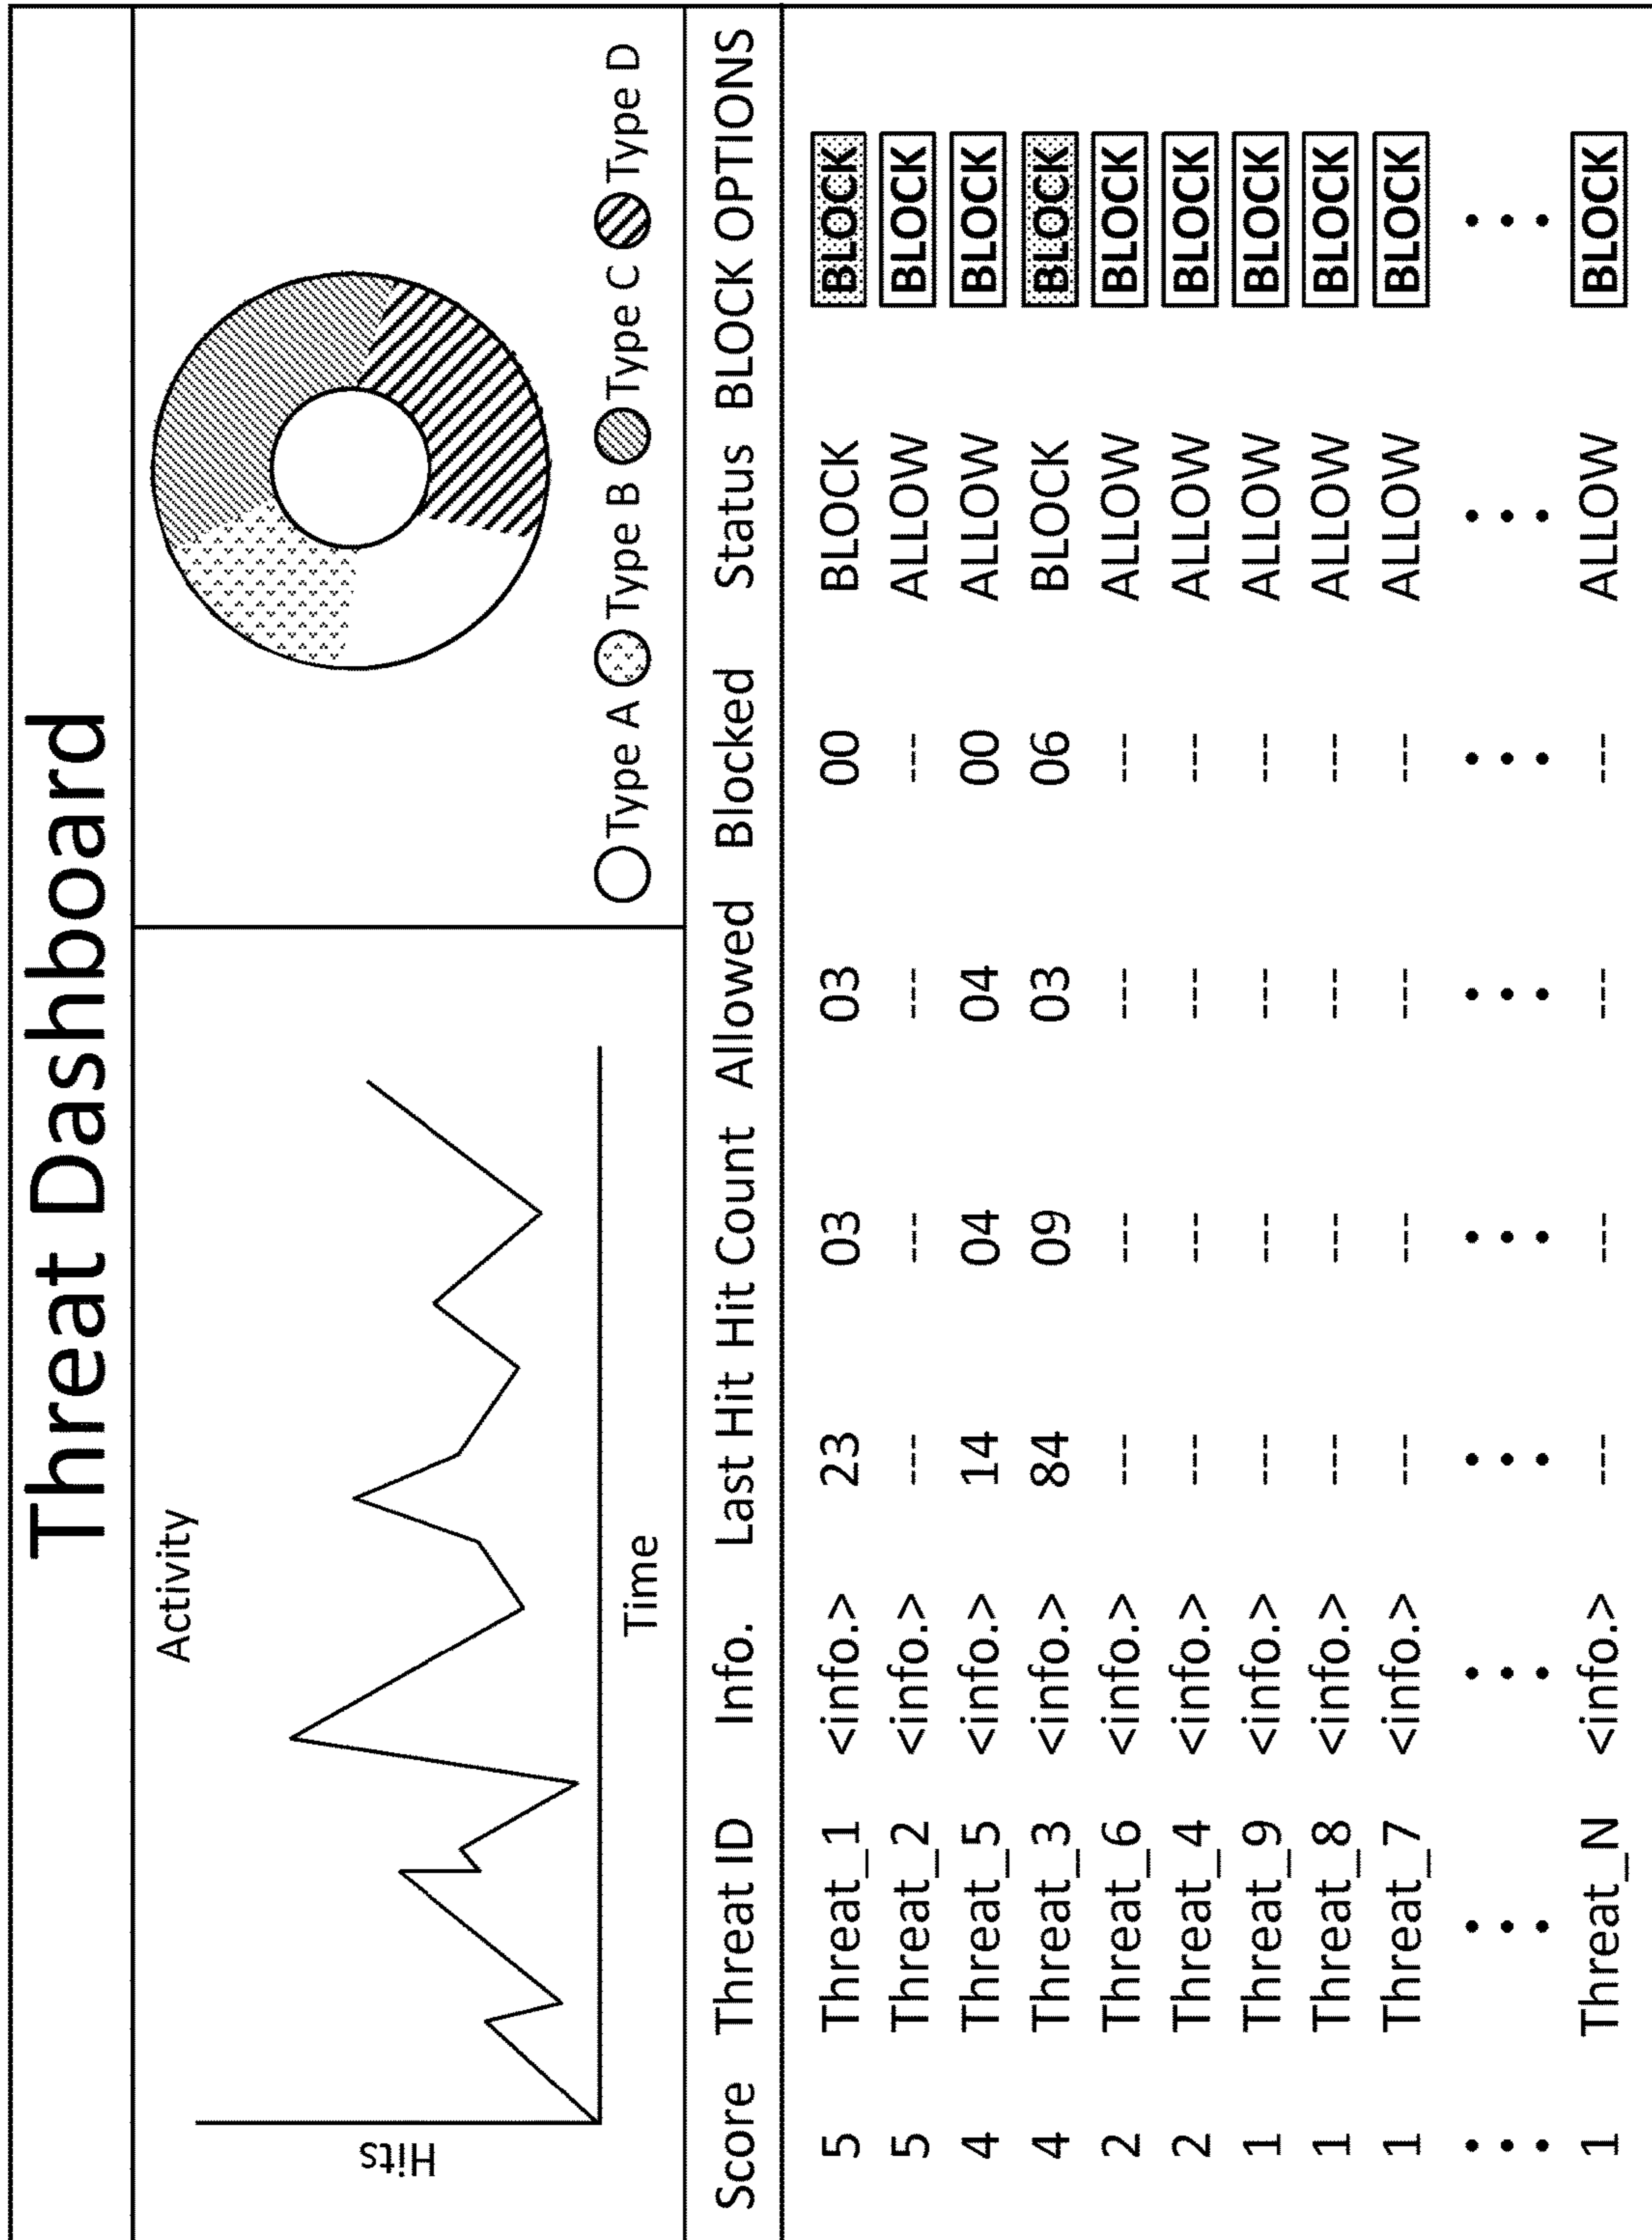 Threat Dashboard
Activity
Hits
Time
Type A Type B Type C Type D
Score Threat ID Info. Last Hit Hit Count Allowed Blocked Status BLOCK OPTIONS
5 Threat_1 <info.> 23 03 03 00 BLOCK BLOCK
5 Threat_2 <info.> --- --- --- --- ALLOW BLOCK
4 Threat_5 <info.> 14 04 04 00 ALLOW BLOCK
4 Threat_3 <info.> 84 09 03 06 BLOCK BLOCK
2 Threat_6 <info.> --- --- --- --- ALLOW BLOCK
2 Threat_4 <info.> --- --- --- --- ALLOW BLOCK
1 Threat_9 <info.> --- --- --- --- ALLOW BLOCK
1 Threat_8 <info.> --- --- --- --- ALLOW BLOCK
1 Threat_7 <info.> --- --- --- --- ALLOW BLOCK
1 Threat_N <info.> --- --- --- --- ALLOW BLOCK